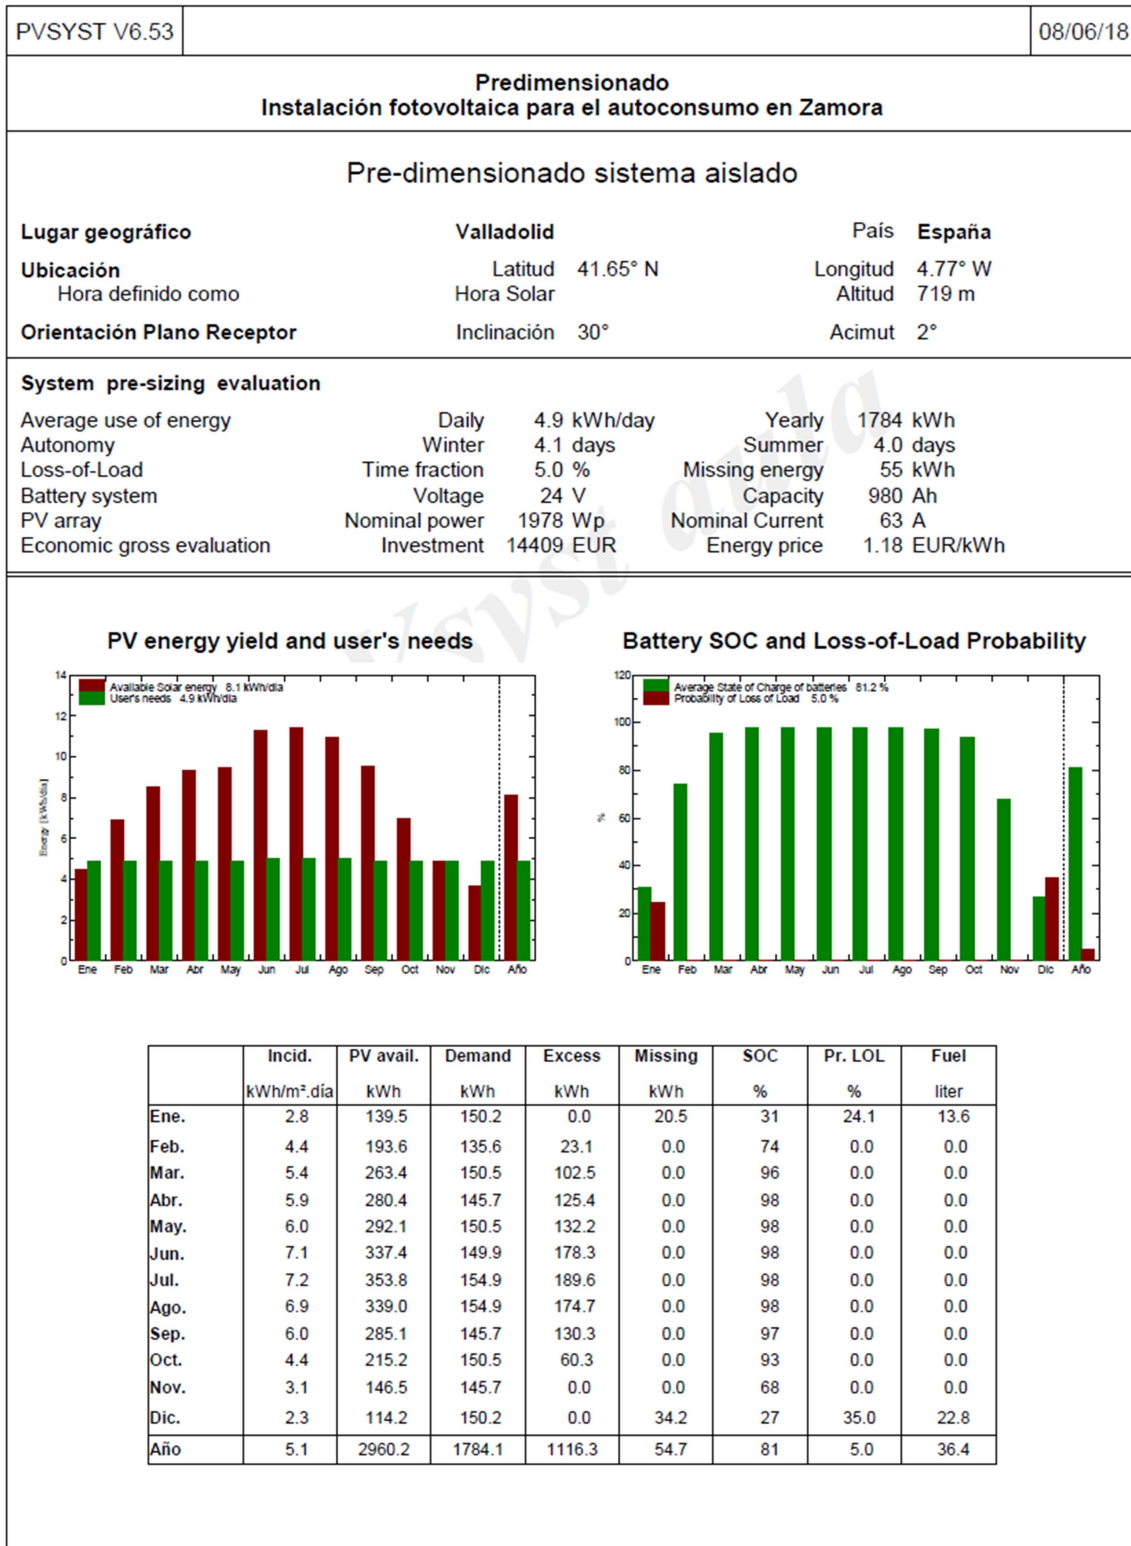 PVSYST V6.53 08/06/18
Predimensionado
Instalación fotovoltaica para el autoconsumo en Zamora
Pre-dimensionado sistema aislado
Lugar geográfico Valladolid País España
Ubicación Latitud 41.65° N Longitud 4.77° W
Hora definido como Hora Solar Altitud 719 m
Orientación Plano Receptor Inclinación 30° Acimut 2°
System pre-sizing evaluation
Average use of energy Daily 4.9 kWh/day Yearly 1784 kWh
Autonomy Winter 4.1 days Summer 4.0 days
Loss-of-Load Time fraction 5.0 % Missing energy 55 kWh
Battery system Voltage 24 V Capacity 980 Ah
PV array Nominal power 1978 Wp Nominal Current 63 A
Economic gross evaluation Investment 14409 EUR Energy price 1.18 EUR/kWh
Vsyst aula
PV energy yield and user's needs
Available Solar energy 8.1 kWh/día
User's needs 4.9 kWh/día
Energy [kWh/día]
14
12
10
8
6
4
2
0
Ene Feb Mar Abr May Jun Jul Ago Sep Oct Nov Dic Año
Battery SOC and Loss-of-Load Probability
Average State of Charge of batteries 81.2 %
Probability of Loss of Load 5.0 %
%
120
100
80
60
40
20
0
Ene Feb Mar Abr May Jun Jul Ago Sep Oct Nov Dic Año
Incid. PV avail. Demand Excess Missing SOC Pr. LOL Fuel
kWh/m².día kWh kWh kWh kWh % % liter
Ene. 2.8 139.5 150.2 0.0 20.5 31 24.1 13.6
Feb. 4.4 193.6 135.6 23.1 0.0 74 0.0 0.0
Mar. 5.4 263.4 150.5 102.5 0.0 96 0.0 0.0
Abr. 5.9 280.4 145.7 125.4 0.0 98 0.0 0.0
May. 6.0 292.1 150.5 132.2 0.0 98 0.0 0.0
Jun. 7.1 337.4 149.9 178.3 0.0 98 0.0 0.0
Jul. 7.2 353.8 154.9 189.6 0.0 98 0.0 0.0
Ago. 6.9 339.0 154.9 174.7 0.0 98 0.0 0.0
Sep. 6.0 285.1 145.7 130.3 0.0 97 0.0 0.0
Oct. 4.4 215.2 150.5 60.3 0.0 93 0.0 0.0
Nov. 3.1 146.5 145.7 0.0 0.0 68 0.0 0.0
Dic. 2.3 114.2 150.2 0.0 34.2 27 35.0 22.8
Año 5.1 2960.2 1784.1 1116.3 54.7 81 5.0 36.4